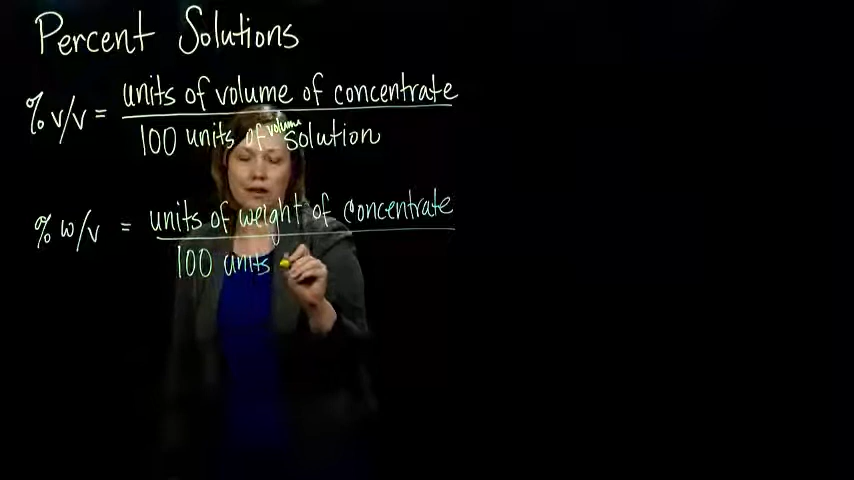 Percent Solutions
% v/v = units of volume of concentrate
100 units of volume solution
% w/v = units of weight of concentrate
100 units